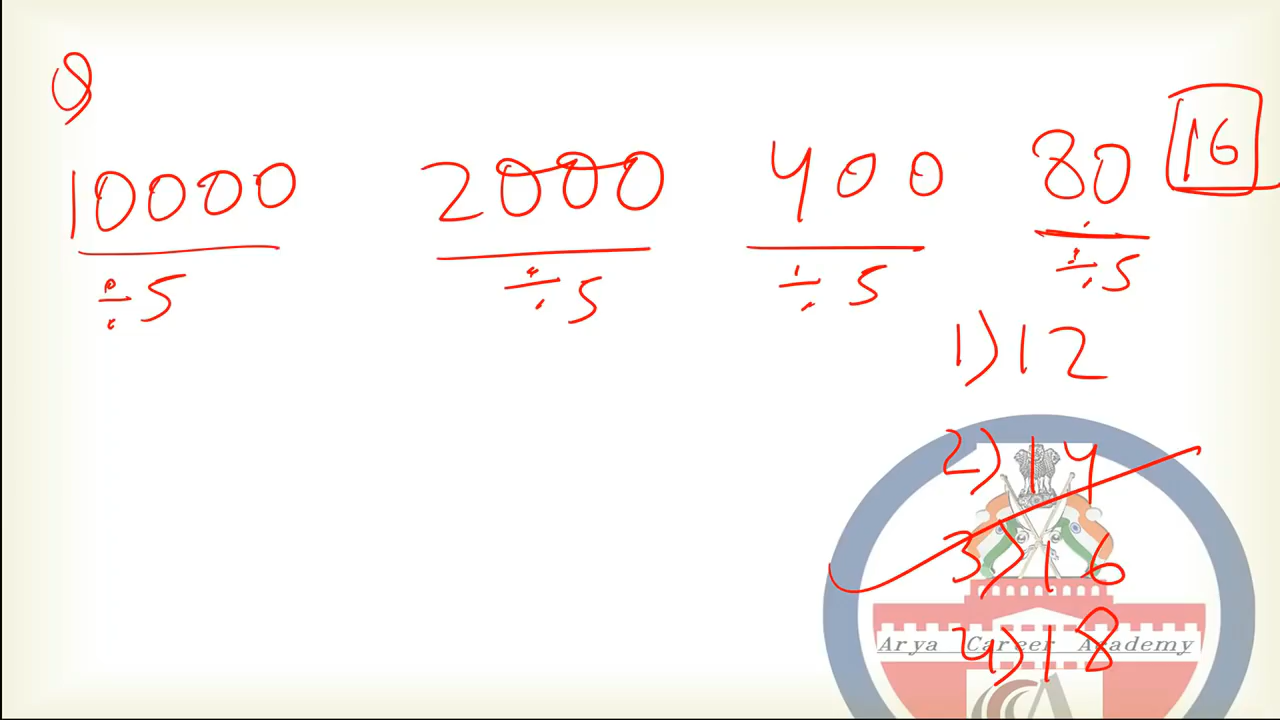 Q
10000 2000 400 80 16
÷5 ÷5 ÷5 ÷5
1) 12
2) 14
3) 16
4) 18
Arya Career Academy